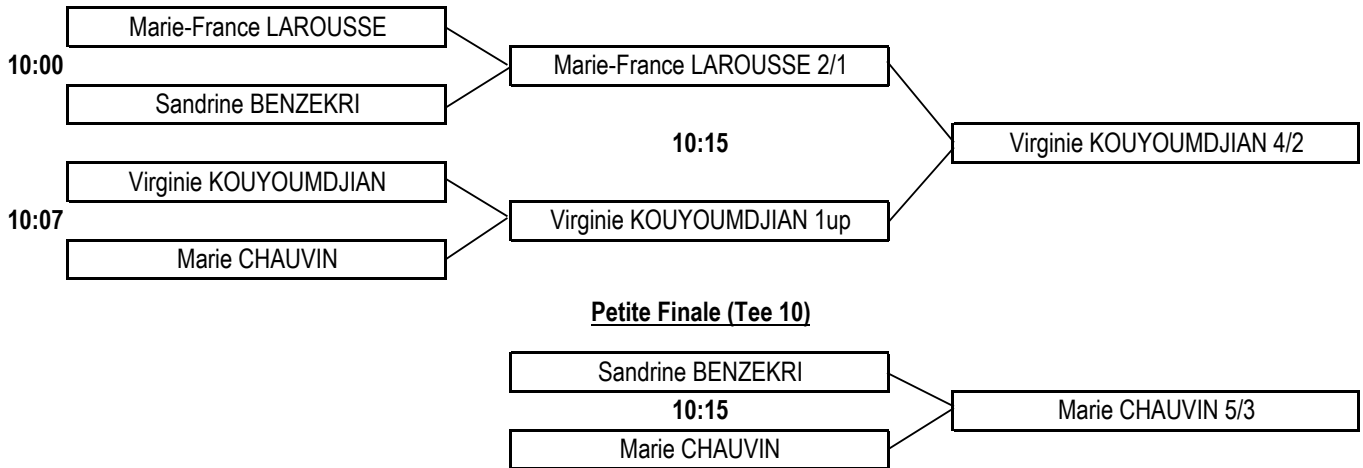 Marie-France LAROUSSE
10:00
Marie-France LAROUSSE 2/1
Sandrine BENZEKRI
10:15
Virginie KOUYOUMDJIAN 4/2
Virginie KOUYOUMDJIAN
10:07
Virginie KOUYOUMDJIAN 1up
Marie CHAUVIN
Petite Finale (Tee 10)
Sandrine BENZEKRI
10:15
Marie CHAUVIN 5/3
Marie CHAUVIN